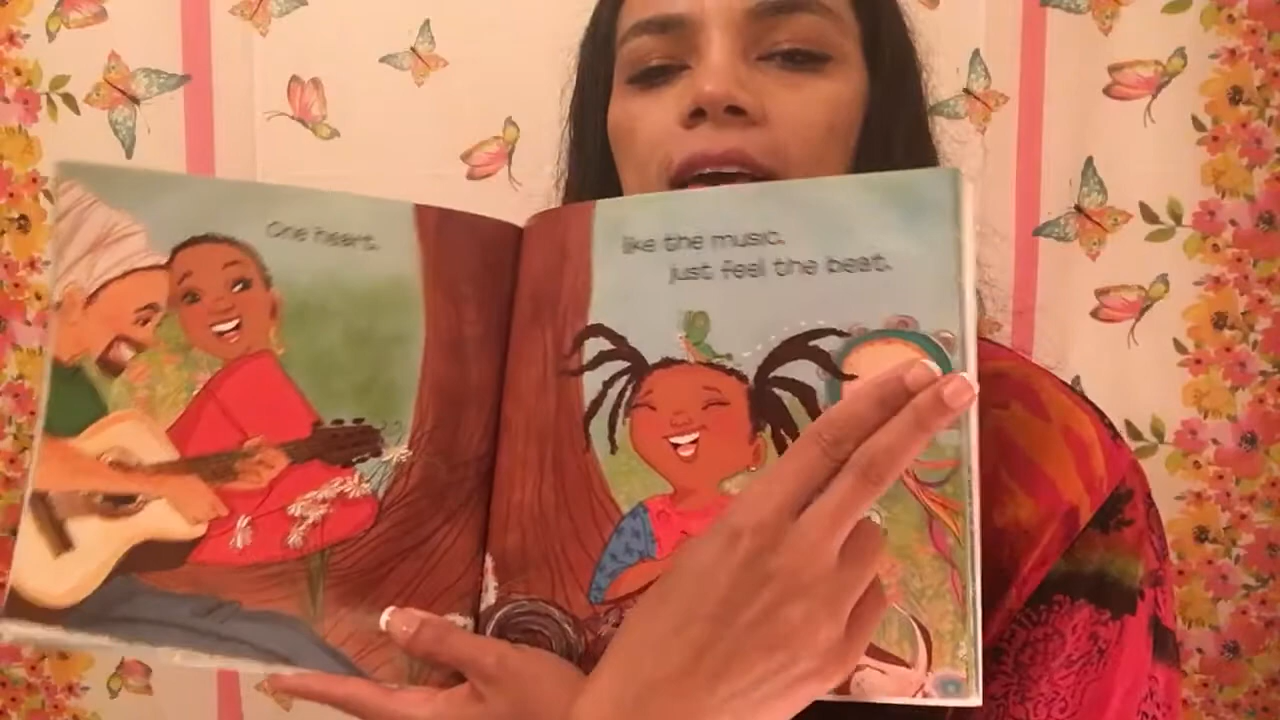 One heart,
like the music,
just feel the beat.